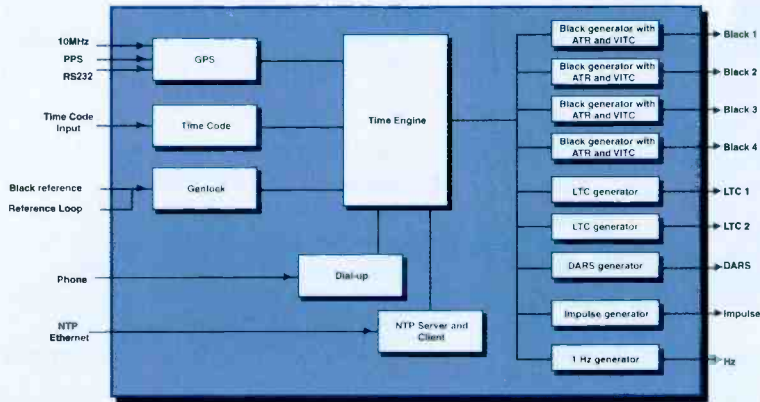 10MHz
PPS
RS232
GPS
Time Code
Input
Time Code
Black reference
Reference Loop
Genlock
Time Engine
Phone
Dial-up
NTP
Ethernet
NTP Server and
Client
Black generator with
ATR and VITC
Black 1
Black generator with
ATR and VITC
Black 2
Black generator with
ATR and VITC
Black 3
Black generator with
ATR and VITC
Black 4
LTC generator
LTC 1
LTC generator
LTC 2
DARS generator
DARS
Impulse generator
Impulse
1 Hz generator
Hz